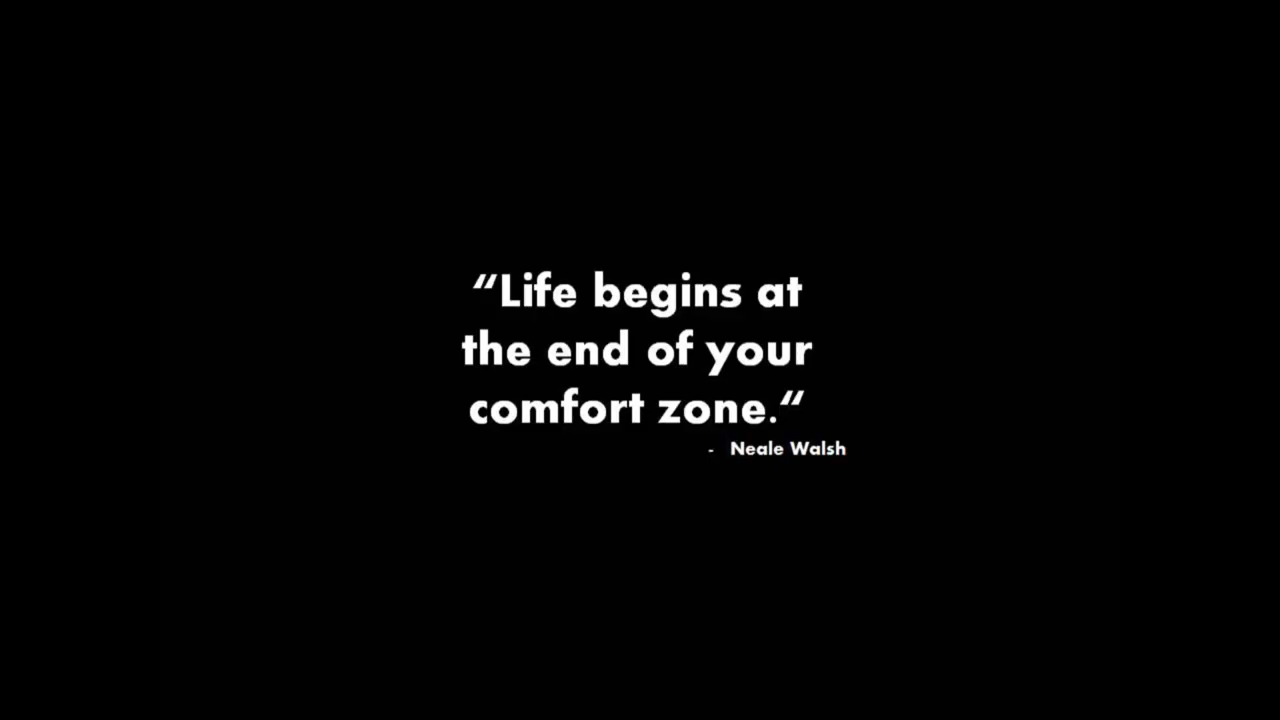 “Life begins at
the end of your
comfort zone.“
- Neale Walsh